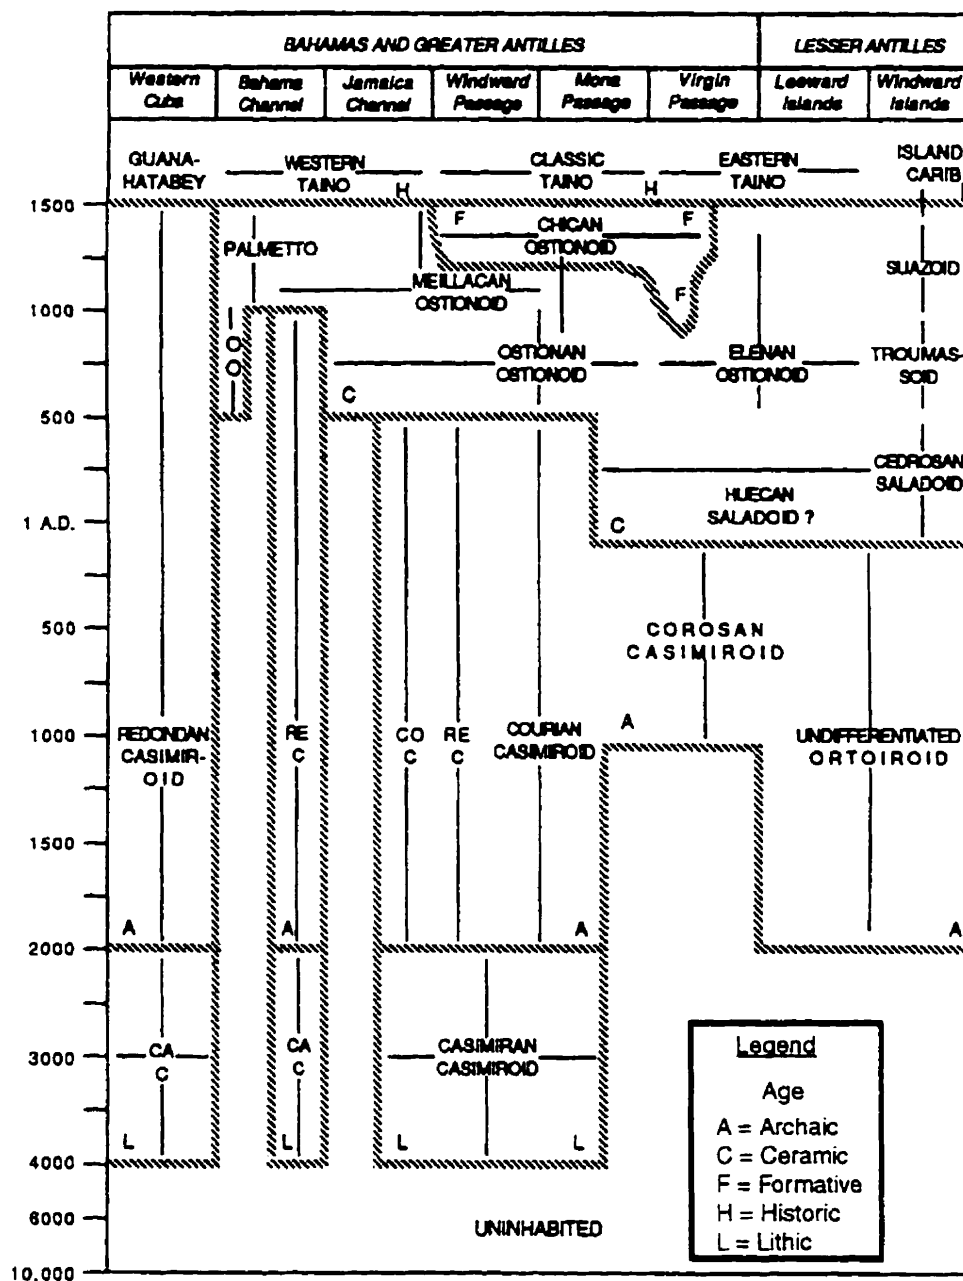 BAHAMAS AND GREATER ANTILLES
LESSER ANTILLES
Western Cuba
Bahama Channel
Jamaica Channel
Windward Passage
Mona Passage
Virgin Passage
Leeward Islands
Windward Islands
GUANA-
HATABEY
WESTERN
TAINO
H
CLASSIC
TAINO
H
EASTERN
TAINO
ISLAND
CARIB
1500
PALMETTO
F
CHICAN
OSTIONOID
F
F
SUAZOID
MEILLACAN
OSTIONOID
1000
O
O
OSTIONAN
OSTIONOID
ELENAN
OSTIONOID
TROUMAS-
SOID
C
500
CEDROSAN
SALADOID
HUECAN
SALADOID ?
C
1 A.D.
500
COROSAN
CASIMIROID
A
1000
REDONDAN
CASIMIR-
OID
RE
C
CO
C
RE
C
COURIAN
CASIMIROID
UNDIFFERENTIATED
ORTOIROID
1500
A
A
A
A
2000
CA
C
CA
C
CASIMIRAN
CASIMIROID
3000
L
L
L
L
4000
6000
UNINHABITED
10.000
Legend
Age
A = Archaic
C = Ceramic
F = Formative
H = Historic
L = Lithic